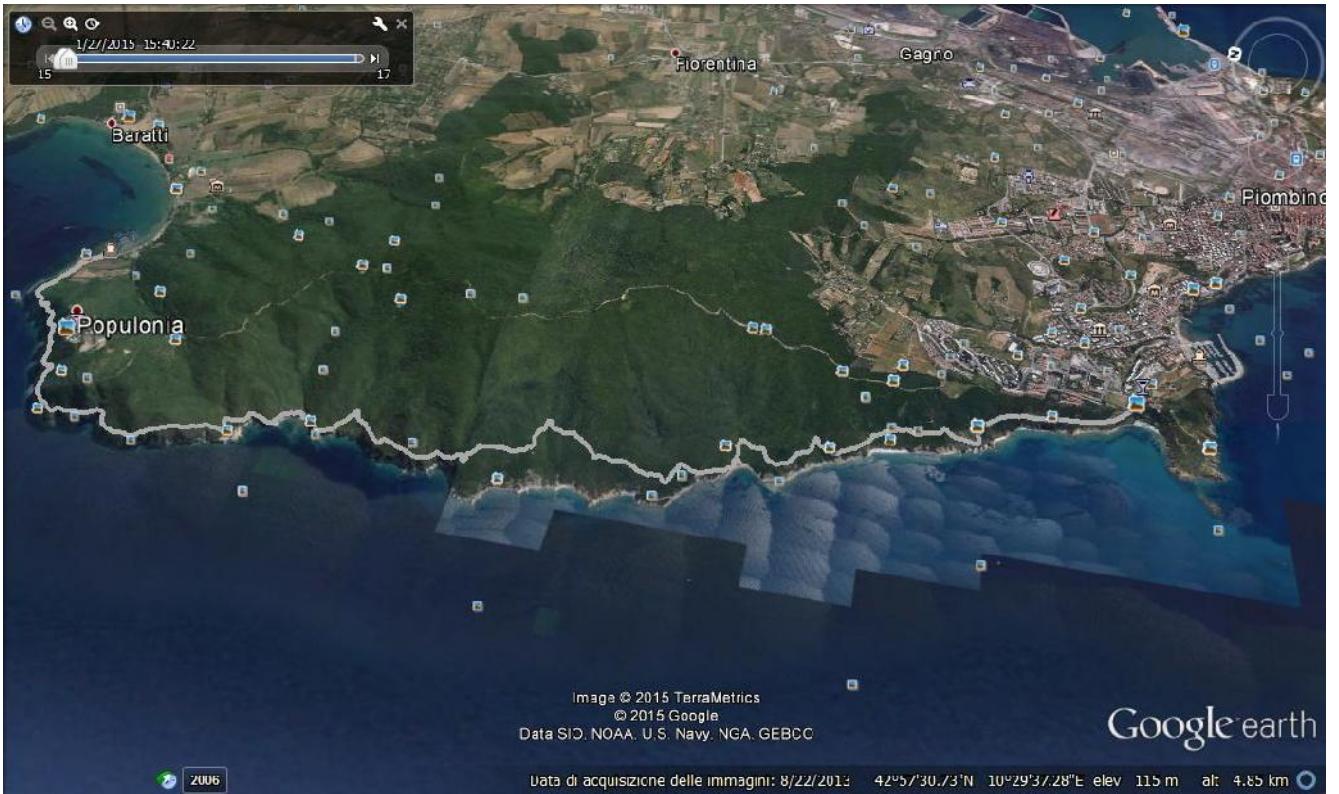 1/27/2015 15:40:22
15 17
Fiorentina
Gagno
Baratti
Piombino
Populonia
Image © 2015 TerraMetrics
© 2015 Google
Data SIO, NOAA, U.S. Navy, NGA, GEBCO
Google earth
2006
Data di acquisizione delle immagini: 8/22/2013 42°57'30.73"N 10°29'37.28"E elev 115 m alt 4.85 km